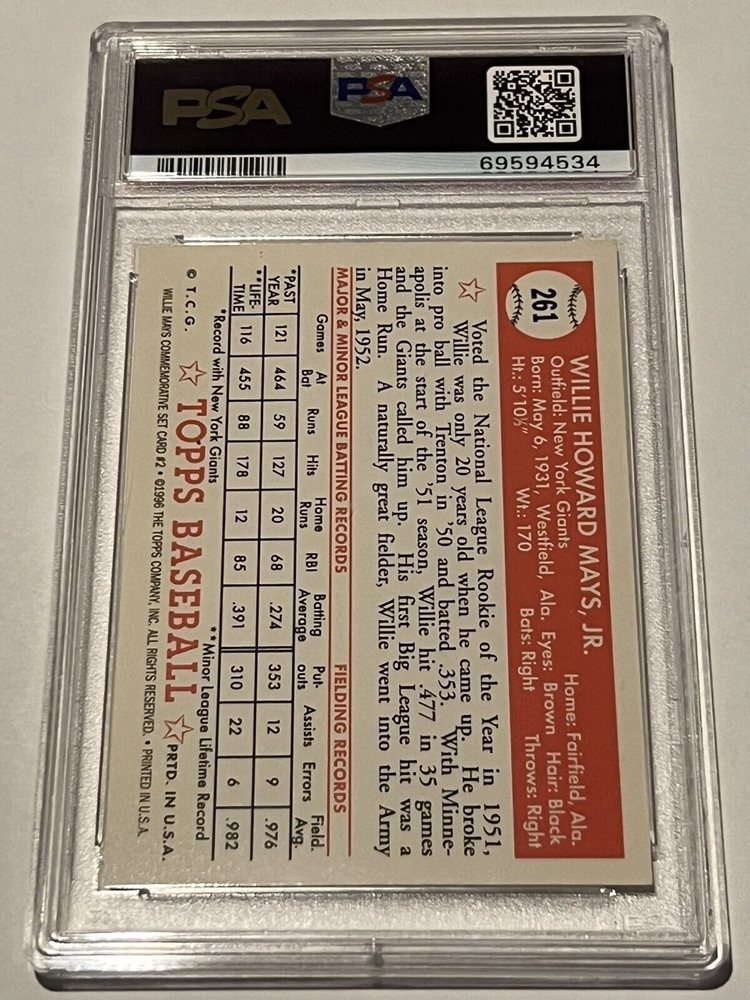 PSA
PSA
69594534
261
WILLIE HOWARD MAYS, JR.
Outfield: New York Giants Home: Fairfield, Ala.
Born: May 6, 1931, Westfield, Ala. Eyes: Brown Hair: Black
Ht.: 5'10½" Wt.: 170 Bats: Right Throws: Right
Voted the National League Rookie of the Year in 1951,
Willie was only 20 years old when he came up. He broke
into pro ball with Trenton in '50 and batted .353. With Minne-
apolis at the start of the '51 season, Willie hit .477 in 35 games
and the Giants called him up. His first Big League hit was a
Home Run. A naturally great fielder, Willie went into the Army
in May, 1952.
MAJOR & MINOR LEAGUE BATTING RECORDS FIELDING RECORDS
Games At Bat Runs Hits Home Runs RBI Batting Average Put-outs Assists Errors Field. Avg.
*PAST YEAR 121 464 59 127 20 68 .274 353 12 9 .976
**LIFE-TIME 116 455 88 178 12 85 .391 310 22 6 .982
*Record with New York Giants **Minor League Lifetime Record
© T.C.G. TOPPS BASEBALL PRTD. IN U.S.A.
WILLIE MAYS COMMEMORATIVE SET CARD #2 • ©1996 THE TOPPS COMPANY, INC. ALL RIGHTS RESERVED. • PRINTED IN U.S.A.